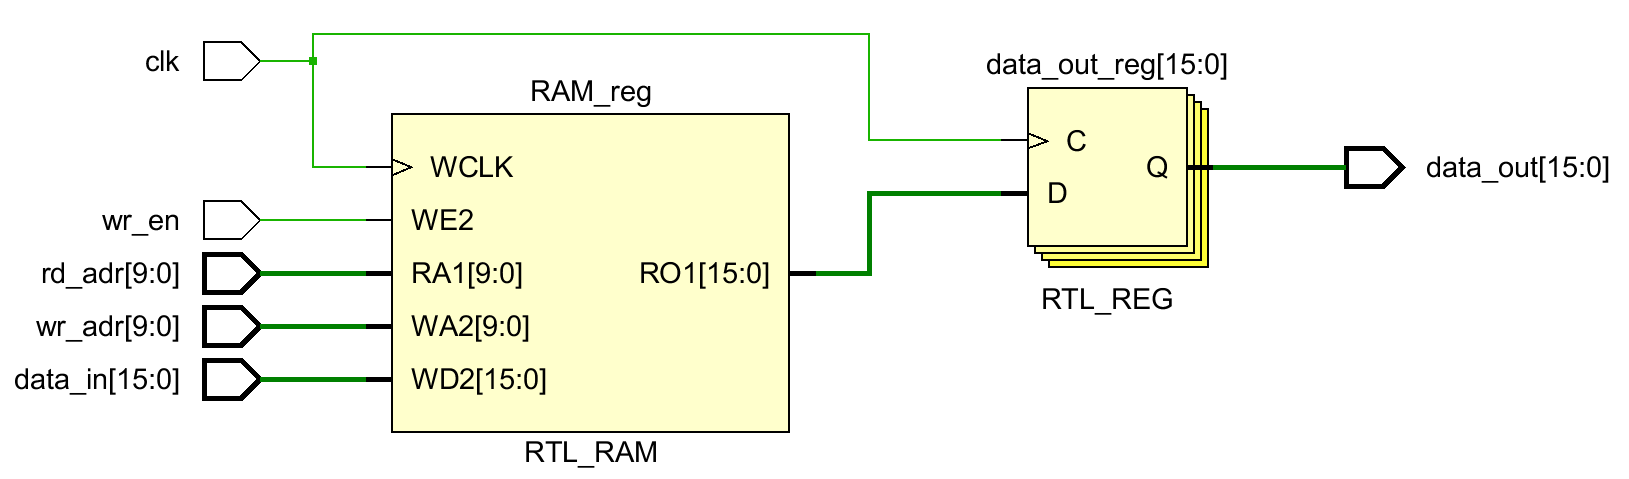 clk
wr_en
rd_adr[9:0]
wr_adr[9:0]
data_in[15:0]
RAM_reg
WCLK
WE2
RA1[9:0]
RO1[15:0]
WA2[9:0]
WD2[15:0]
RTL_RAM
data_out_reg[15:0]
C
Q
D
RTL_REG
data_out[15:0]